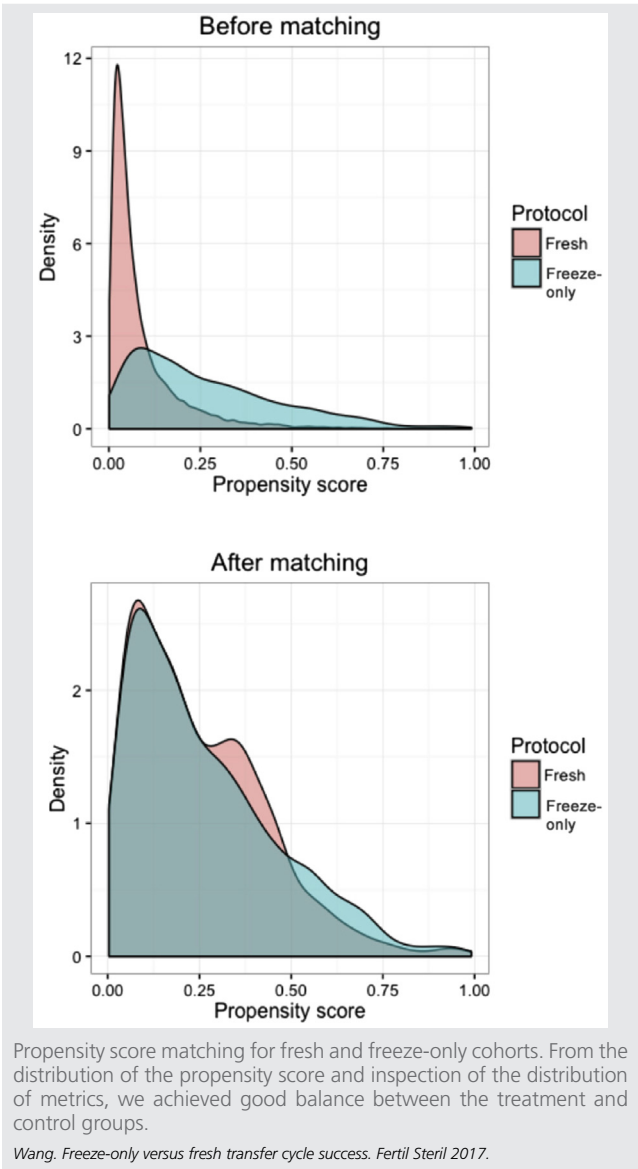 Before matching
12
9
6
3
0
Density
0.00 0.25 0.50 0.75 1.00
Propensity score
Protocol
Fresh
Freeze-
only
After matching
2
1
0
Density
0.00 0.25 0.50 0.75 1.00
Propensity score
Protocol
Fresh
Freeze-
only
Propensity score matching for fresh and freeze-only cohorts. From the
distribution of the propensity score and inspection of the distribution
of metrics, we achieved good balance between the treatment and
control groups.
Wang. Freeze-only versus fresh transfer cycle success. Fertil Steril 2017.